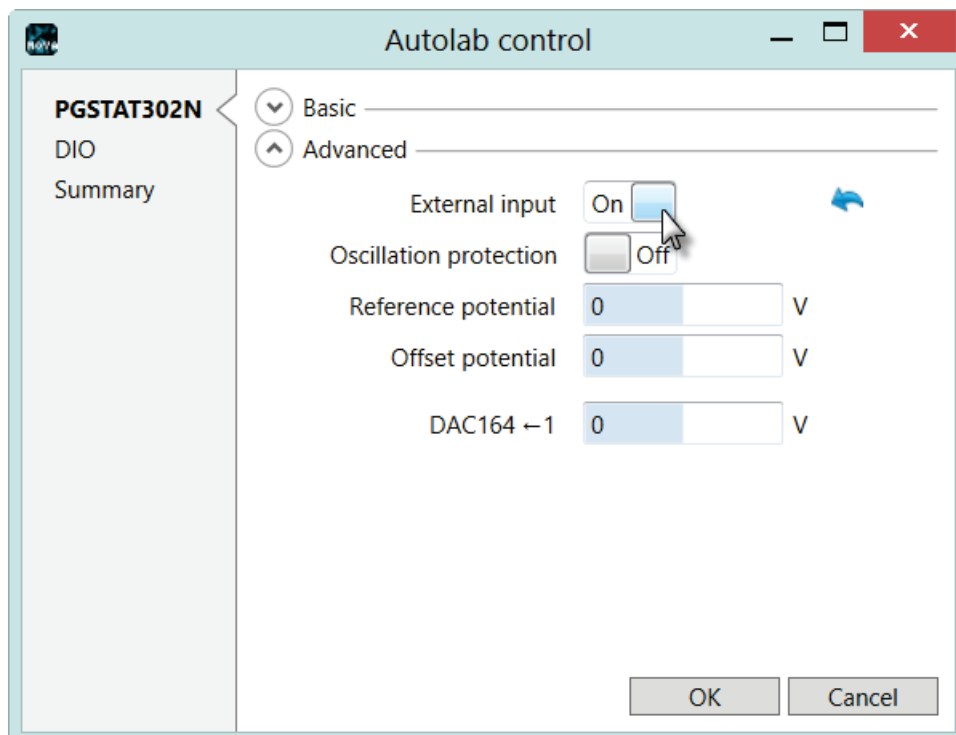 Autolab control
PGSTAT302N
DIO
Summary
Basic
Advanced
External input On
Oscillation protection Off
Reference potential 0 V
Offset potential 0 V
DAC164 ←1 0 V
OK Cancel